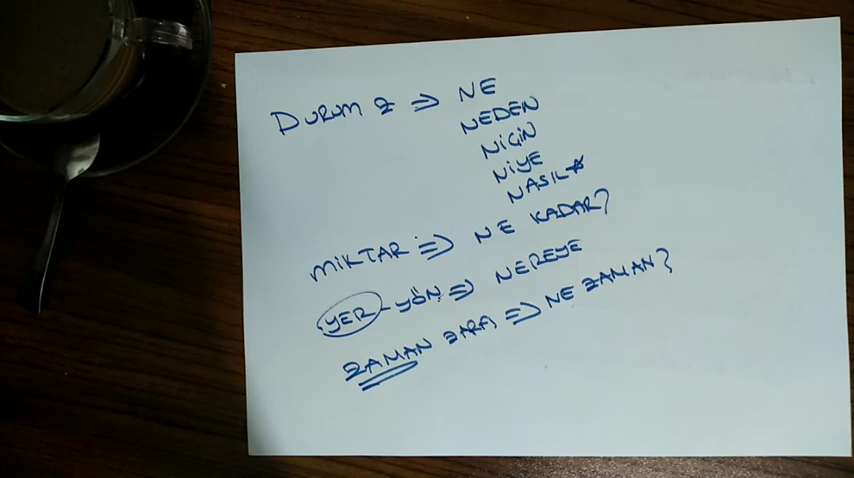 DURUM Z ⇒ NE
NEDEN
NİÇİN
NİYE
NASIL*
MİKTAR ⇒ NE KADAR?
YER-YÖN ⇒ NEREYE
ZAMAN ZARFI ⇒ NE ZAMAN?